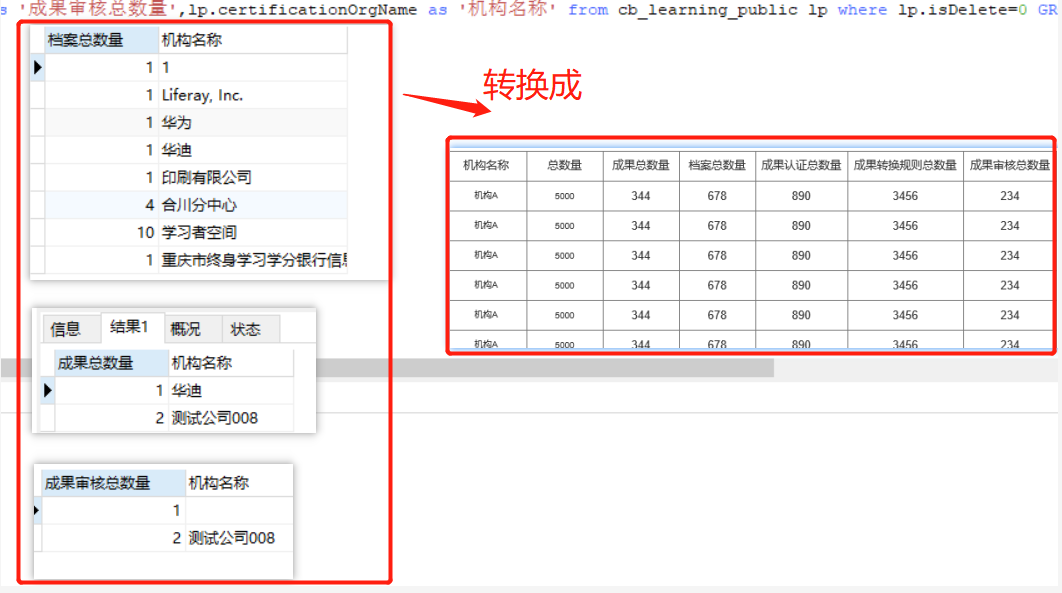 s '成果审核总数量',lp.certificationOrgName as '机构名称' from cb_learning_public lp where lp.isDelete=0 GR
档案总数量 机构名称
1 1
1 Liferay, Inc.
1 华为
1 华迪
1 印刷有限公司
4 合川分中心
10 学习者空间
1 重庆市终身学习学分银行信息
转换成
机构名称 总数量 成果总数量 档案总数量 成果认证总数量 成果转换规则总数量 成果审核总数量
机构A 5000 344 678 890 3456 234
机构A 5000 344 678 890 3456 234
机构A 5000 344 678 890 3456 234
机构A 5000 344 678 890 3456 234
机构A 5000 344 678 890 3456 234
机构A 5000 344 678 890 3456 234
信息 结果1 概况 状态
成果总数量 机构名称
1 华迪
2 测试公司008
成果审核总数量 机构名称
1
2 测试公司008